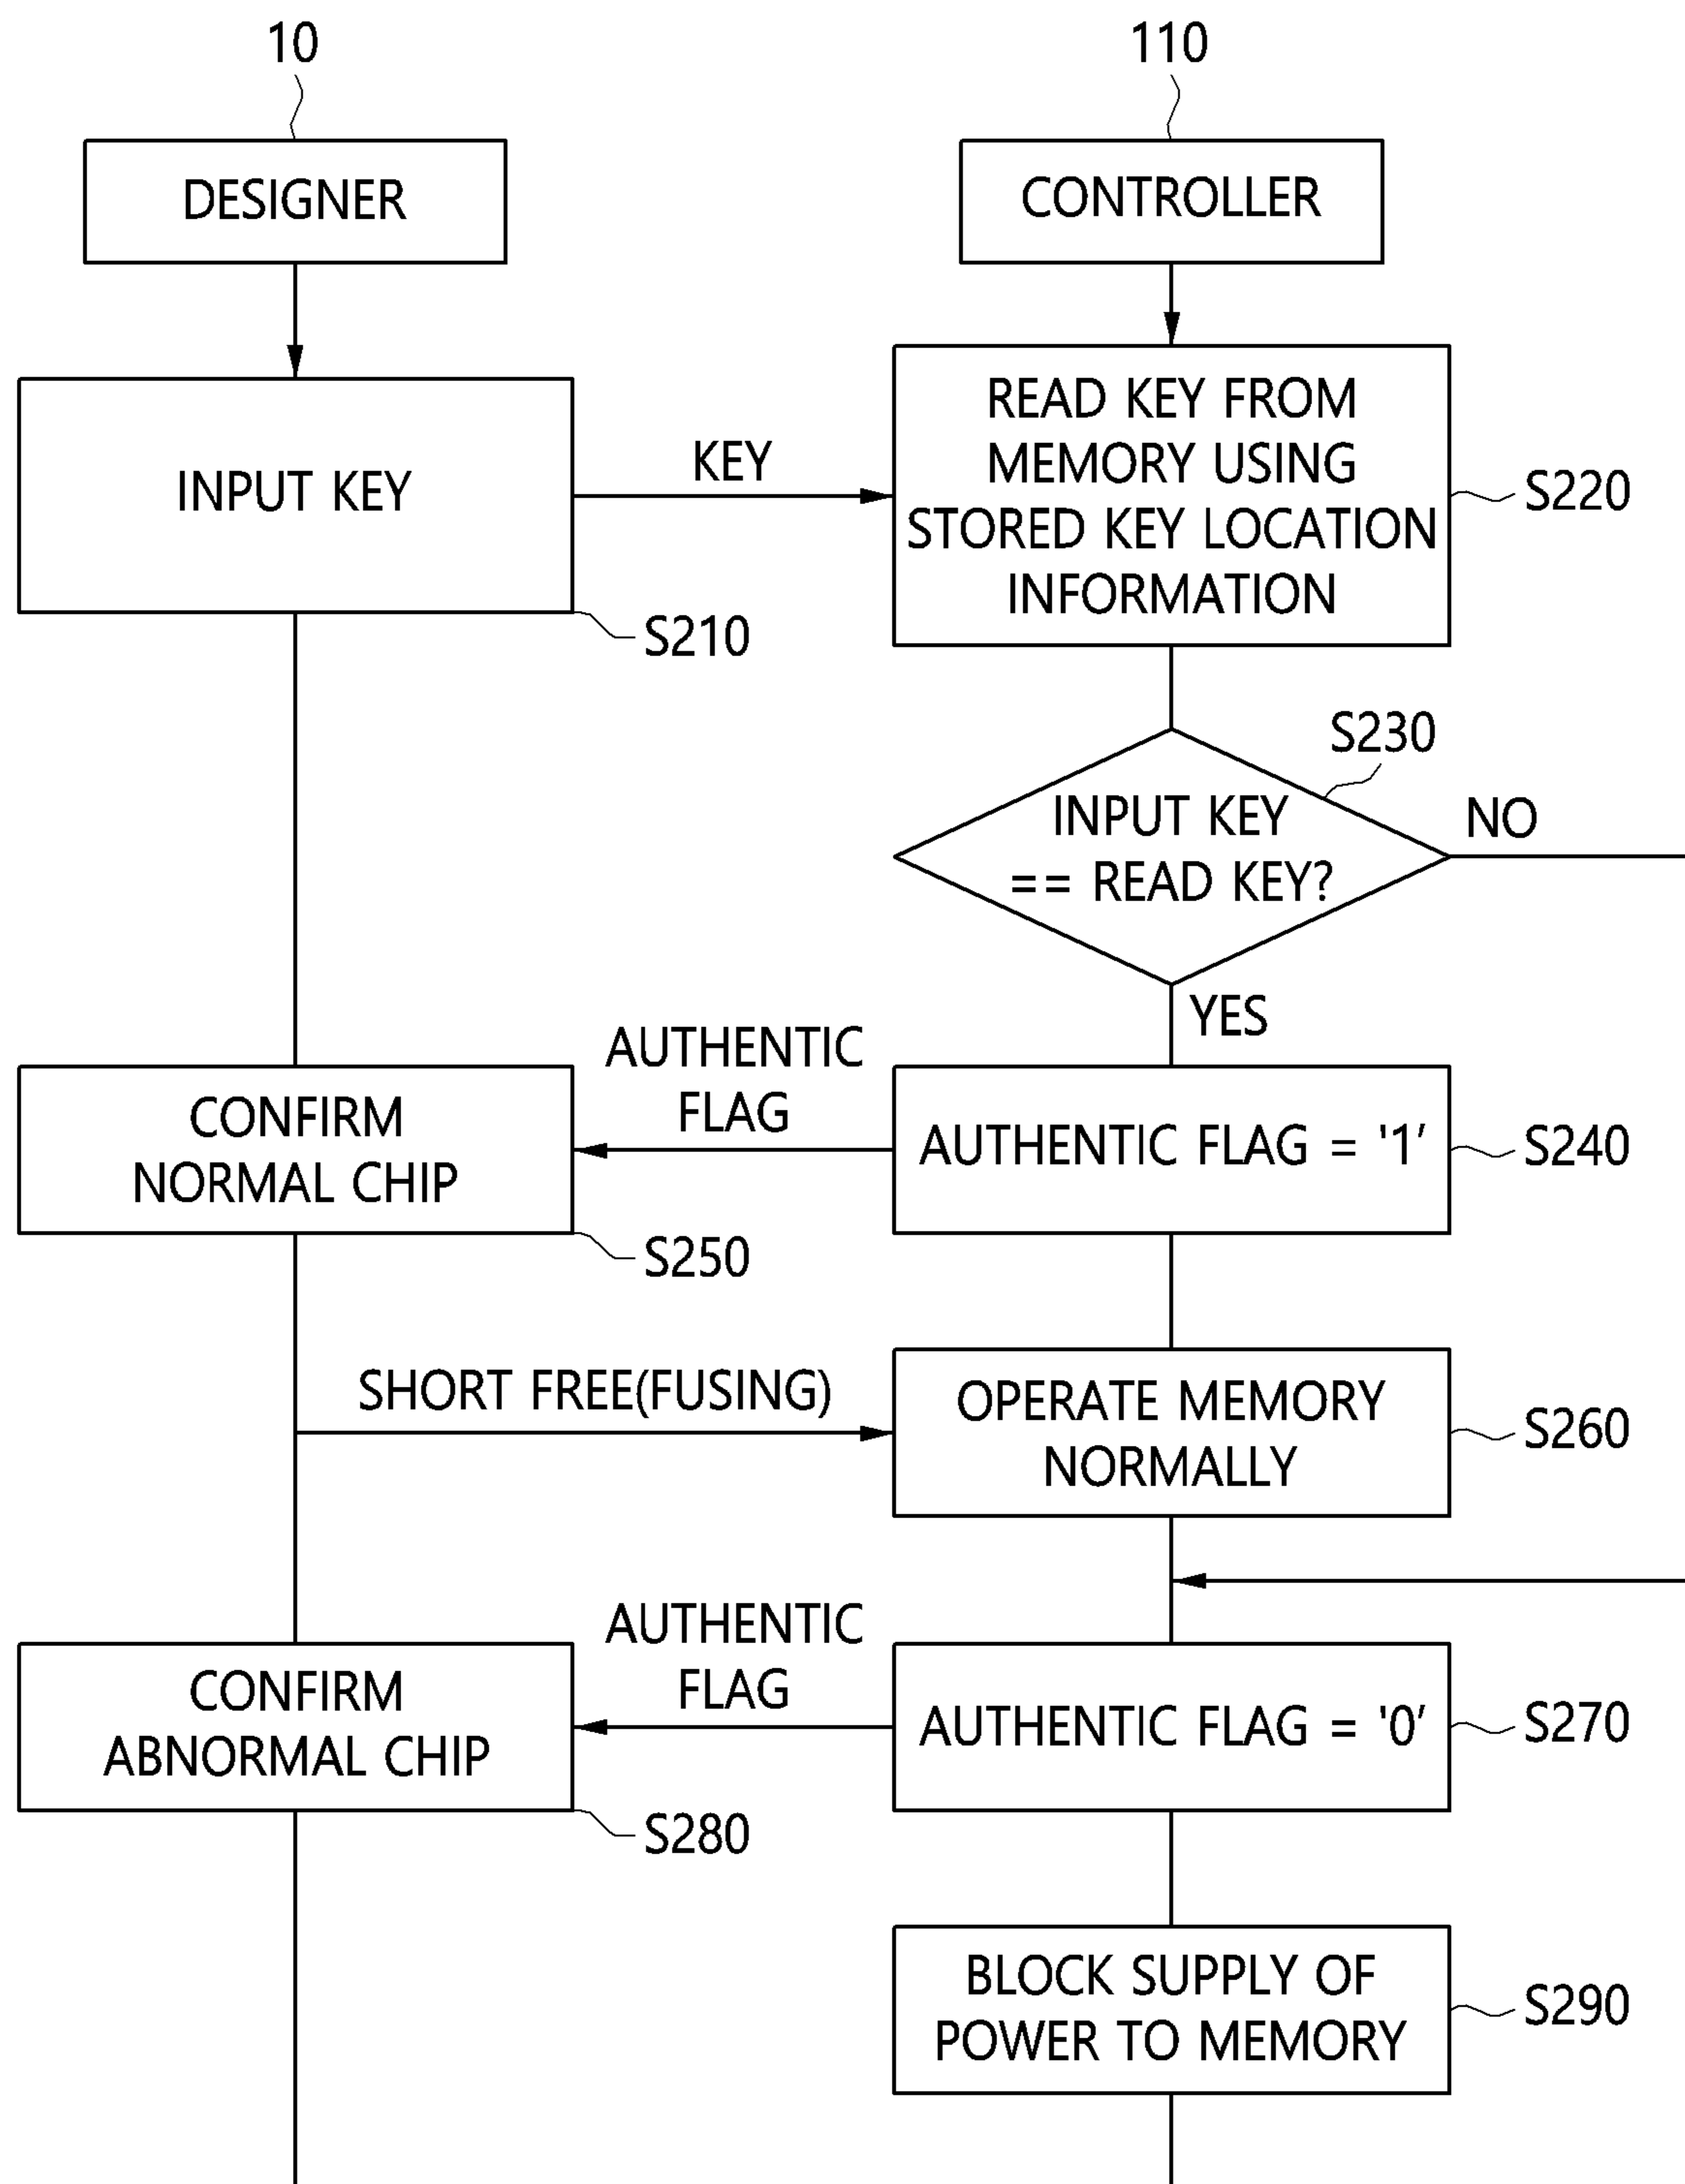 10
110
DESIGNER
CONTROLLER
INPUT KEY
KEY
READ KEY FROM
MEMORY USING
STORED KEY LOCATION
INFORMATION
S220
S210
S230
INPUT KEY
== READ KEY?
NO
YES
AUTHENTIC
FLAG
CONFIRM
NORMAL CHIP
AUTHENTIC FLAG = '1'
S240
S250
SHORT FREE(FUSING)
OPERATE MEMORY
NORMALLY
S260
AUTHENTIC
FLAG
CONFIRM
ABNORMAL CHIP
AUTHENTIC FLAG = '0'
S270
S280
BLOCK SUPPLY OF
POWER TO MEMORY
S290